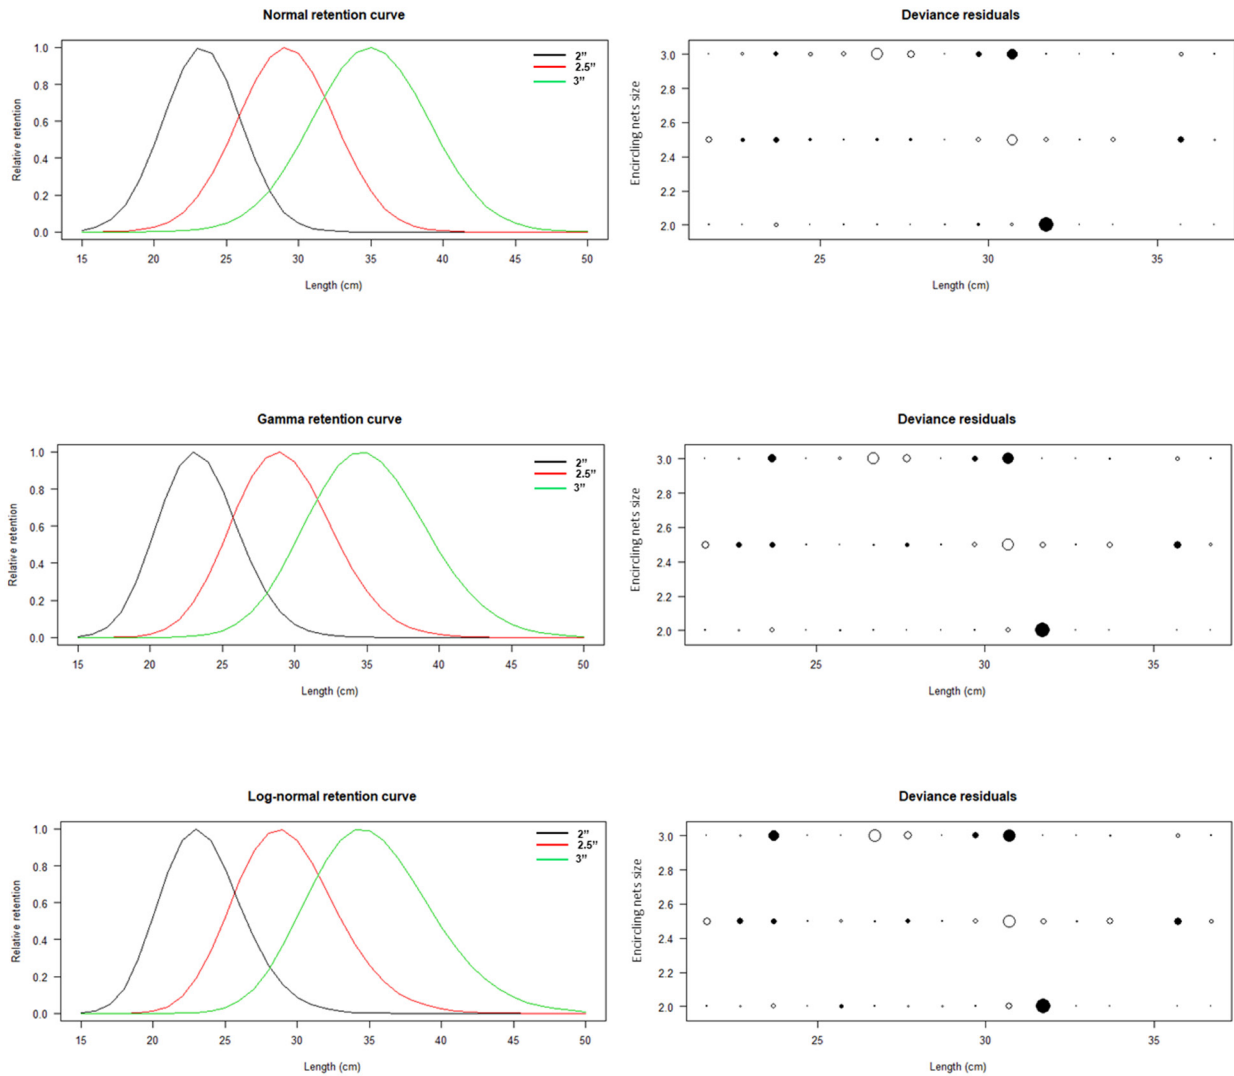 Normal retention curve
Deviance residuals
1.0
0.8
0.6
0.4
0.2
0.0
Relative retention
2”
2.5”
3”
15 20 25 30 35 40 45 50
Length (cm)
3.0
2.8
2.6
2.4
2.2
2.0
Encircling nets size
25 30 35
Length (cm)
Gamma retention curve
Deviance residuals
1.0
0.8
0.6
0.4
0.2
0.0
Relative retention
2”
2.5”
3”
15 20 25 30 35 40 45 50
Length (cm)
3.0
2.8
2.6
2.4
2.2
2.0
Encircling nets size
25 30 35
Length (cm)
Log-normal retention curve
Deviance residuals
1.0
0.8
0.6
0.4
0.2
0.0
Relative retention
2”
2.5”
3”
15 20 25 30 35 40 45 50
Length (cm)
3.0
2.8
2.6
2.4
2.2
2.0
Encircling nets size
25 30 35
Length (cm)